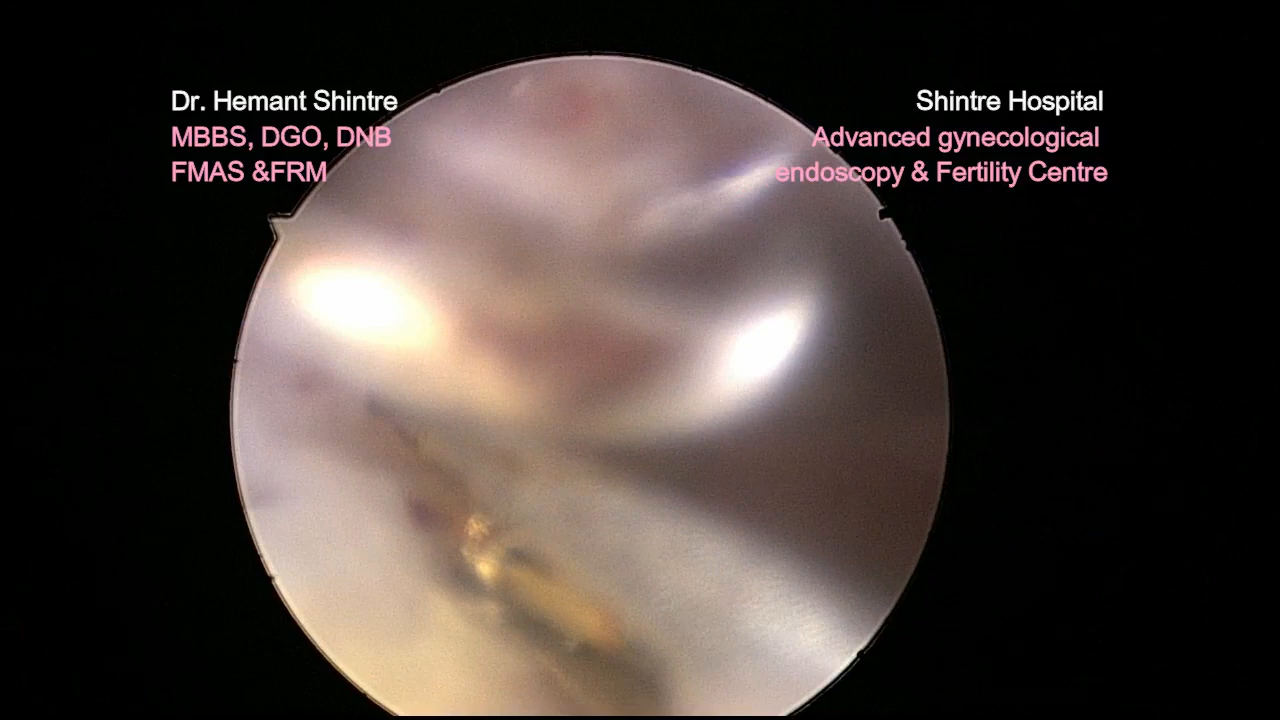 Dr. Hemant Shintre
MBBS, DGO, DNB
FMAS &FRM
Shintre Hospital
Advanced gynecological
endoscopy & Fertility Centre